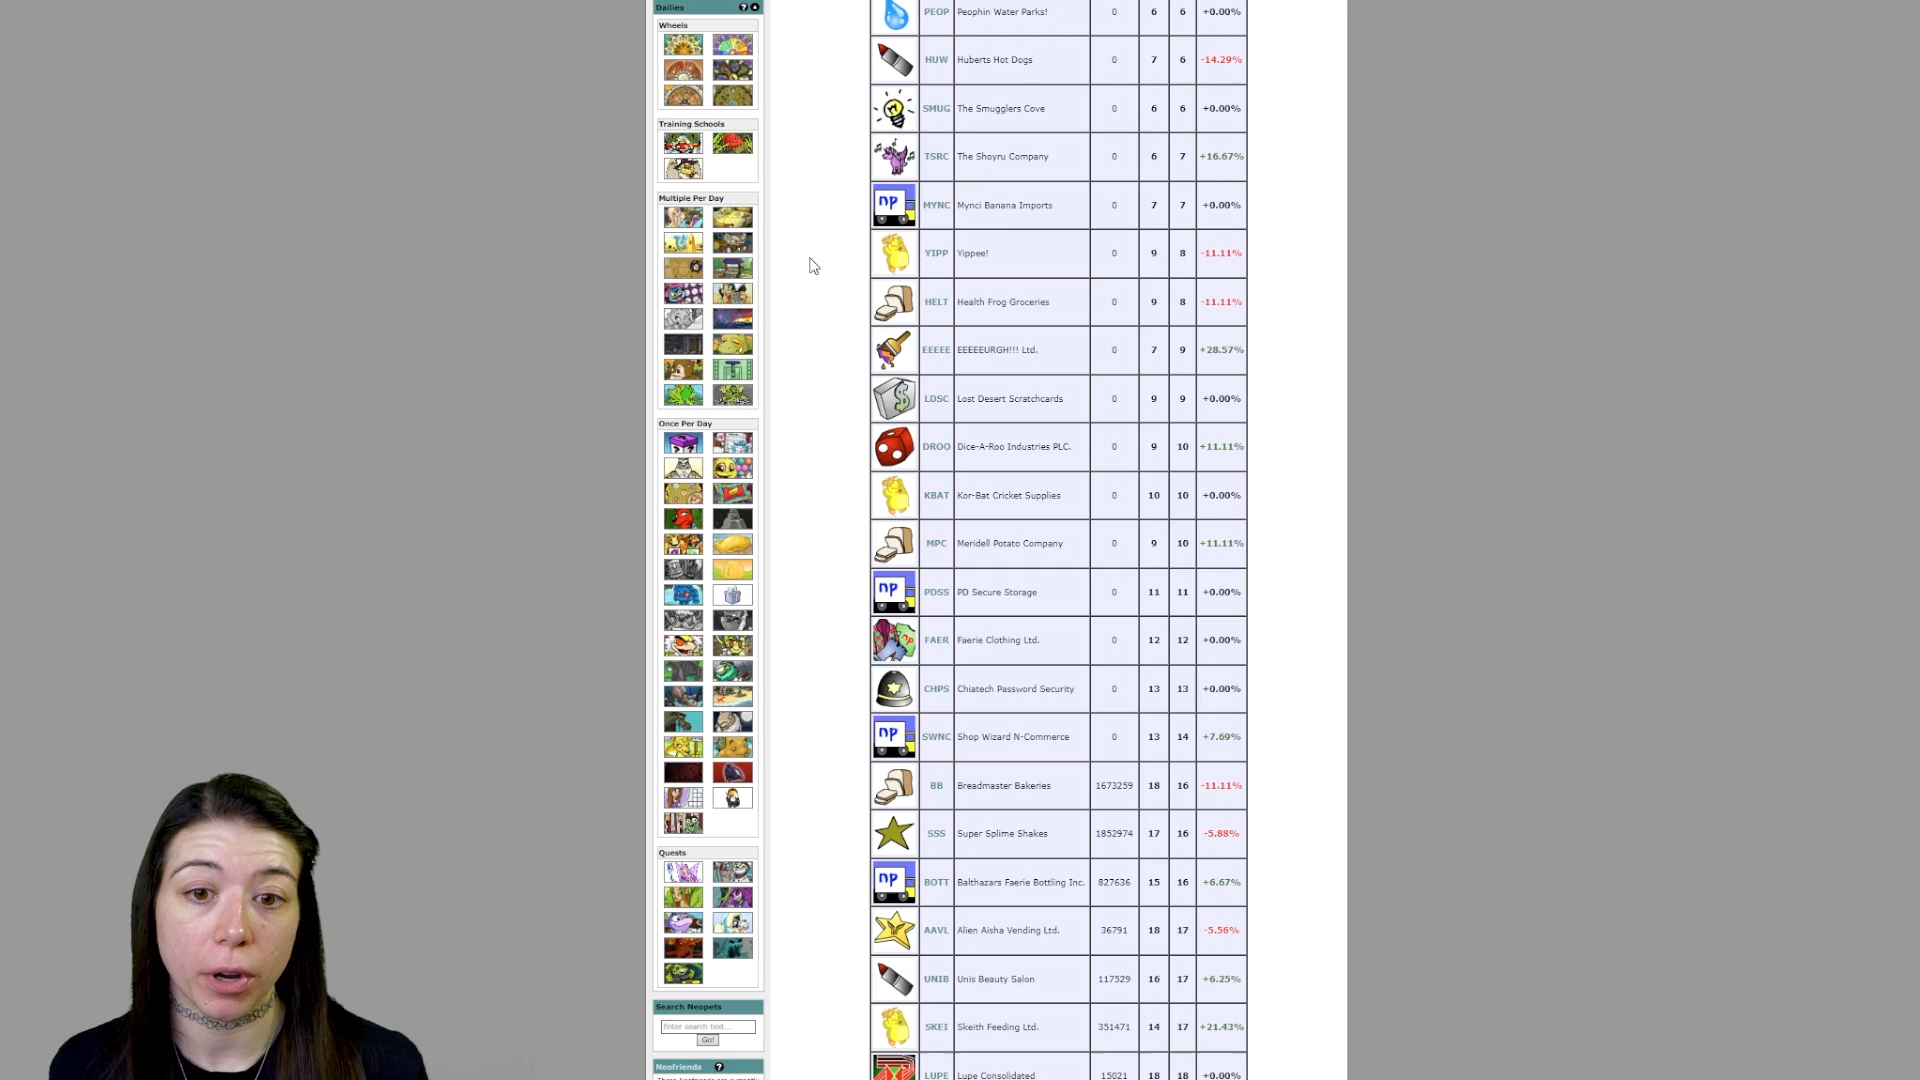 Dailies
Wheels
Training Schools
Multiple Per Day
Once Per Day
Quests
Search Neopets
Enter search text...
Go!
Neofriends
PEOP Peophin Water Parks! 0 6 6 +0.00%
HUW Huberts Hot Dogs 0 7 6 -14.29%
SMUG The Smugglers Cove 0 6 6 +0.00%
TSRC The Shoyru Company 0 6 7 +16.67%
np MYNC Mynci Banana Imports 0 7 7 +0.00%
YIPP Yippee! 0 9 8 -11.11%
HELT Health Frog Groceries 0 9 8 -11.11%
EEEEE EEEEEURGH!!! Ltd. 0 7 9 +28.57%
LDSC Lost Desert Scratchcards 0 9 9 +0.00%
DROO Dice-A-Roo Industries PLC. 0 9 10 +11.11%
KBAT Kor-Bat Cricket Supplies 0 10 10 +0.00%
MPC Meridell Potato Company 0 9 10 +11.11%
np PDSS PD Secure Storage 0 11 11 +0.00%
FAER Faerie Clothing Ltd. 0 12 12 +0.00%
CHPS Chiatech Password Security 0 13 13 +0.00%
np SWNC Shop Wizard N-Commerce 0 13 14 +7.69%
BB Breadmaster Bakeries 1673259 18 16 -11.11%
SSS Super Splime Shakes 1852974 17 16 -5.88%
np BOTT Balthazars Faerie Bottling Inc. 827636 15 16 +6.67%
AAVL Alien Aisha Vending Ltd. 36791 18 17 -5.56%
UNIB Unis Beauty Salon 117529 16 17 +6.25%
SKEI Skeith Feeding Ltd. 351471 14 17 +21.43%
LUPE Lupe Consolidated 15021 18 18 +0.00%